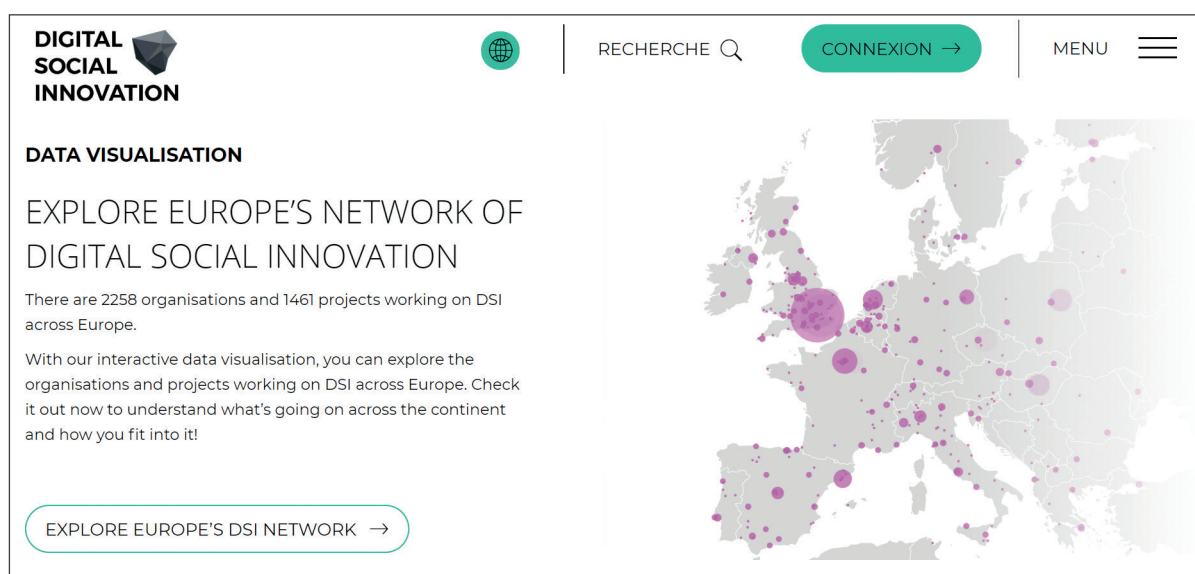 DIGITAL
SOCIAL
INNOVATION
RECHERCHE
CONNEXION →
MENU
DATA VISUALISATION
EXPLORE EUROPE'S NETWORK OF
DIGITAL SOCIAL INNOVATION
There are 2258 organisations and 1461 projects working on DSI
across Europe.
With our interactive data visualisation, you can explore the
organisations and projects working on DSI across Europe. Check
it out now to understand what's going on across the continent
and how you fit into it!
EXPLORE EUROPE'S DSI NETWORK →